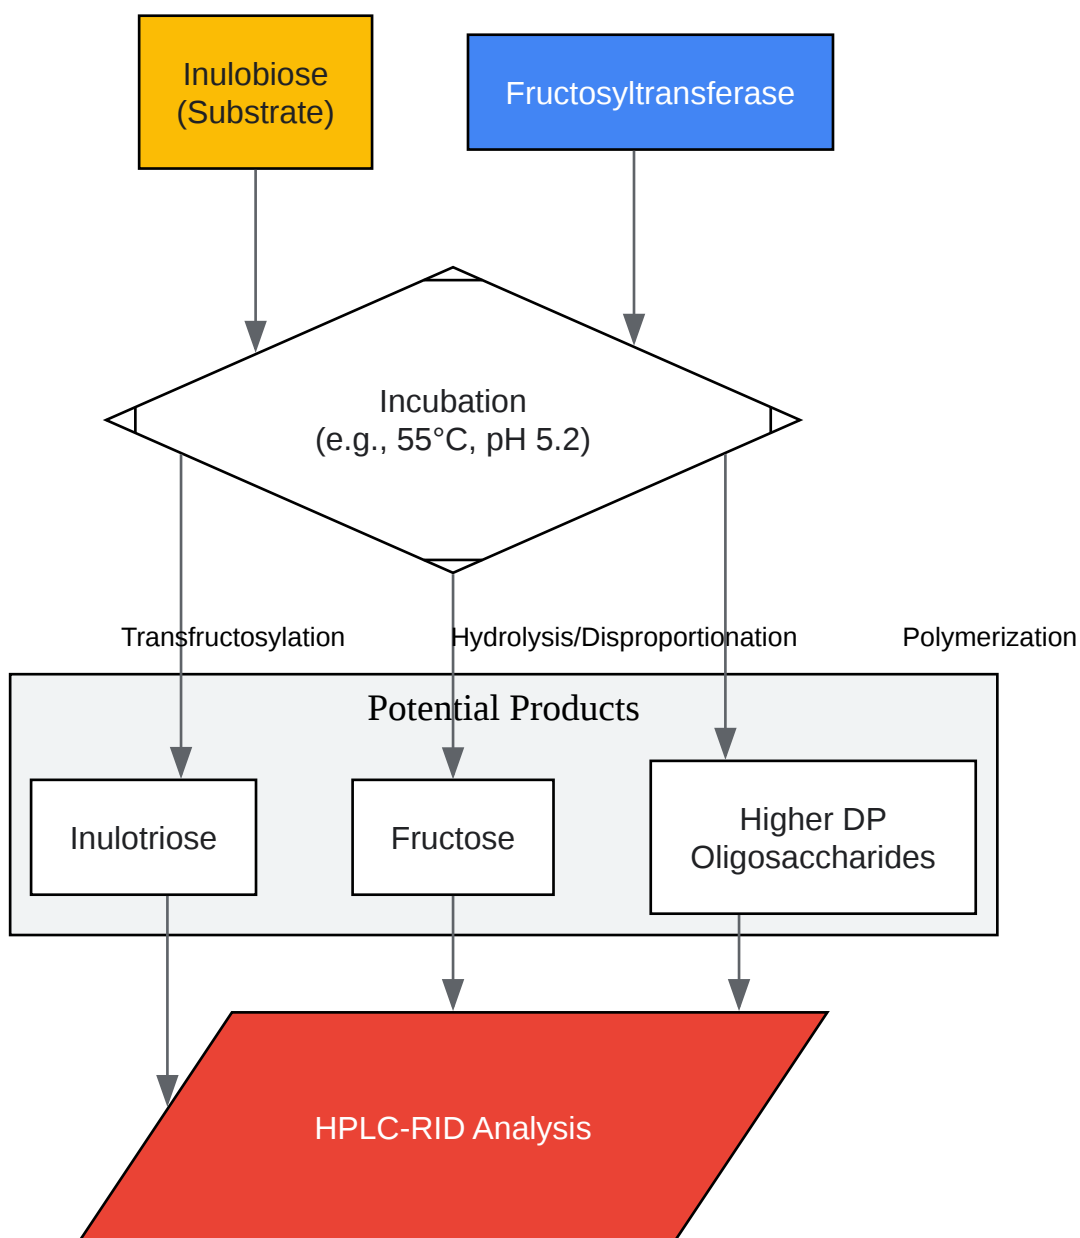 Inulobiose
(Substrate)
Fructosyltransferase
Incubation
(e.g., 55°C, pH 5.2)
Transfructosylation
Hydrolysis/Disproportionation
Polymerization
Potential Products
Inulotriose
Fructose
Higher DP
Oligosaccharides
HPLC-RID Analysis